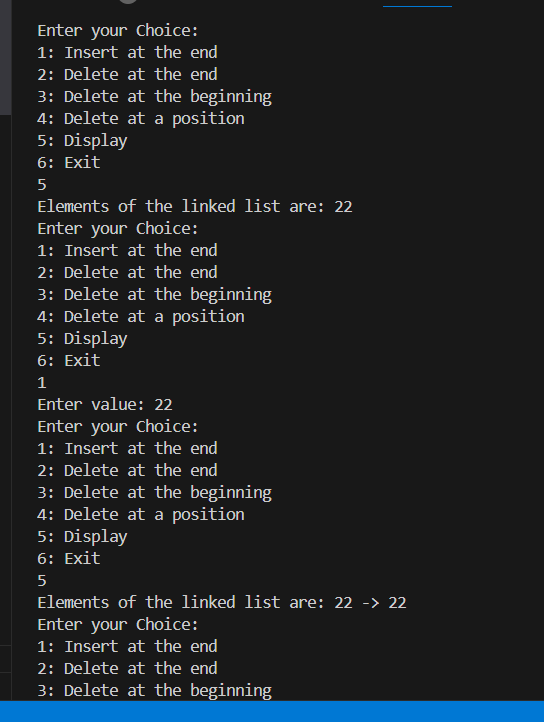 Enter your Choice:
1: Insert at the end
2: Delete at the end
3: Delete at the beginning
4: Delete at a position
5: Display
6: Exit
5
Elements of the linked list are: 22
Enter your Choice:
1: Insert at the end
2: Delete at the end
3: Delete at the beginning
4: Delete at a position
5: Display
6: Exit
1
Enter value: 22
Enter your Choice:
1: Insert at the end
2: Delete at the end
3: Delete at the beginning
4: Delete at a position
5: Display
6: Exit
5
Elements of the linked list are: 22 -> 22
Enter your Choice:
1: Insert at the end
2: Delete at the end
3: Delete at the beginning